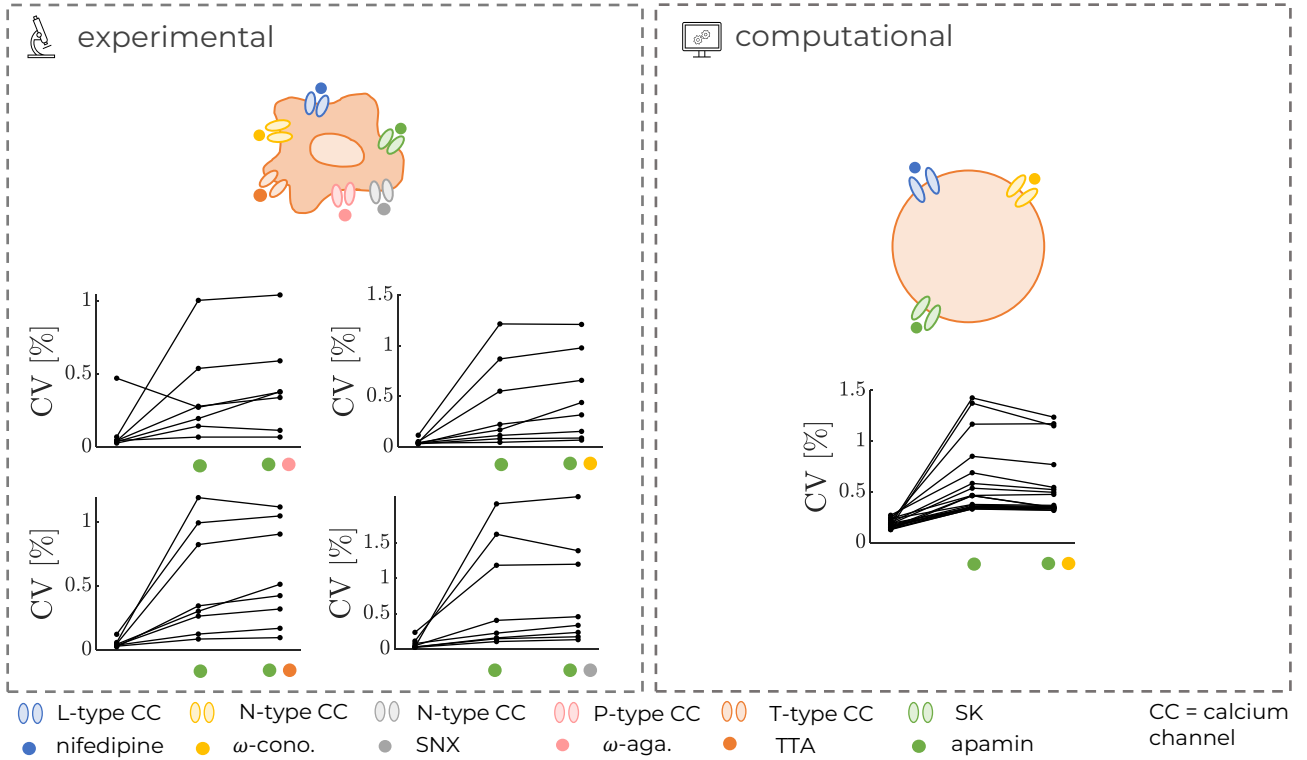 experimental
computational
CV [%]
1
0.5
0
CV [%]
1.5
1
0.5
0
CV [%]
1
0.5
0
CV [%]
1.5
1
0.5
0
CV [%]
1.5
1
0.5
0
L-type CC
N-type CC
N-type CC
P-type CC
T-type CC
SK
CC = calcium
channel
nifedipine
ω-cono.
SNX
ω-aga.
TTA
apamin